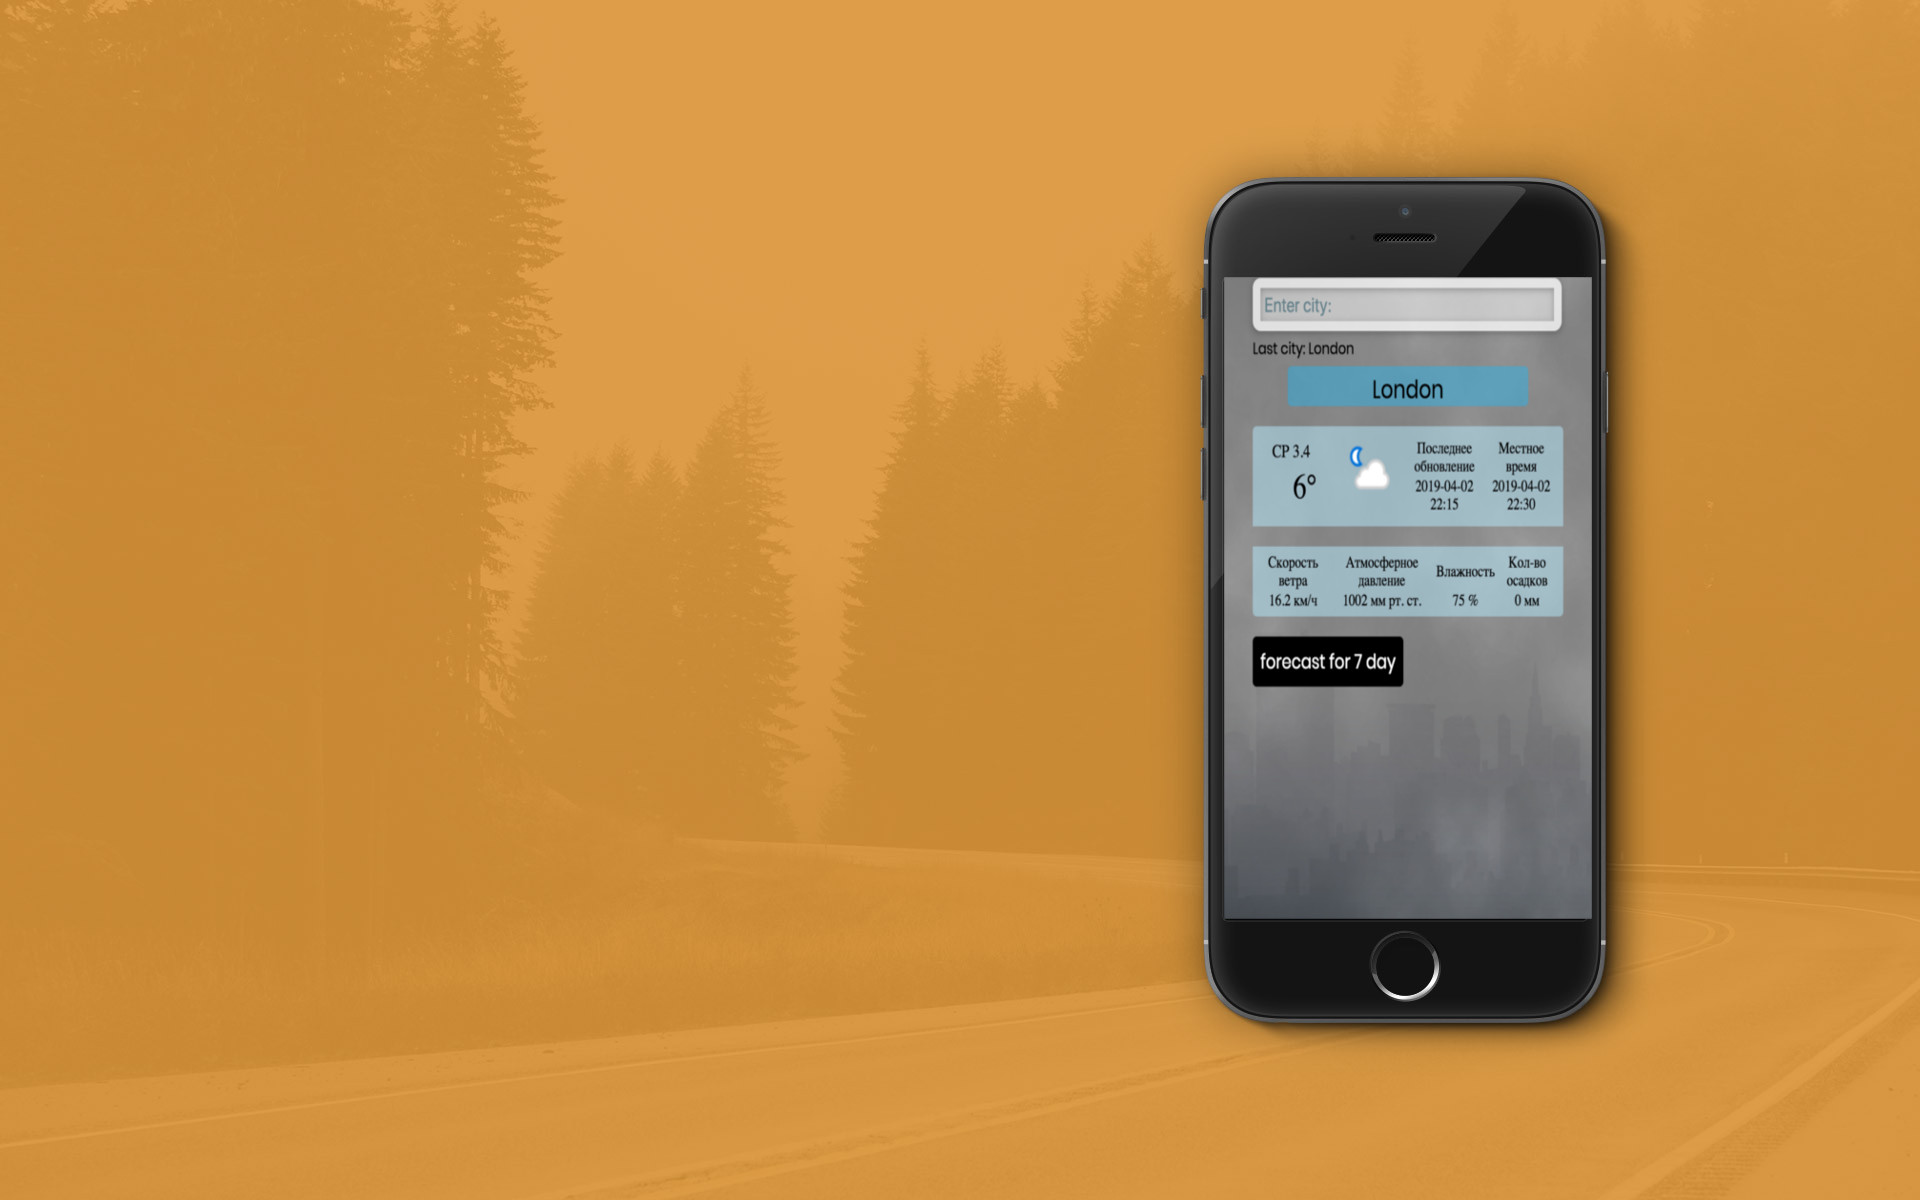 Enter city:
Last city: London
London
СР 3.4
6°
Последнее
обновление
2019-04-02
22:15
Местное
время
2019-04-02
22:30
Скорость
ветра
16.2 км/ч
Атмосферное
давление
1002 мм рт. ст.
Влажность
75 %
Кол-во
осадков
0 мм
forecast for 7 day